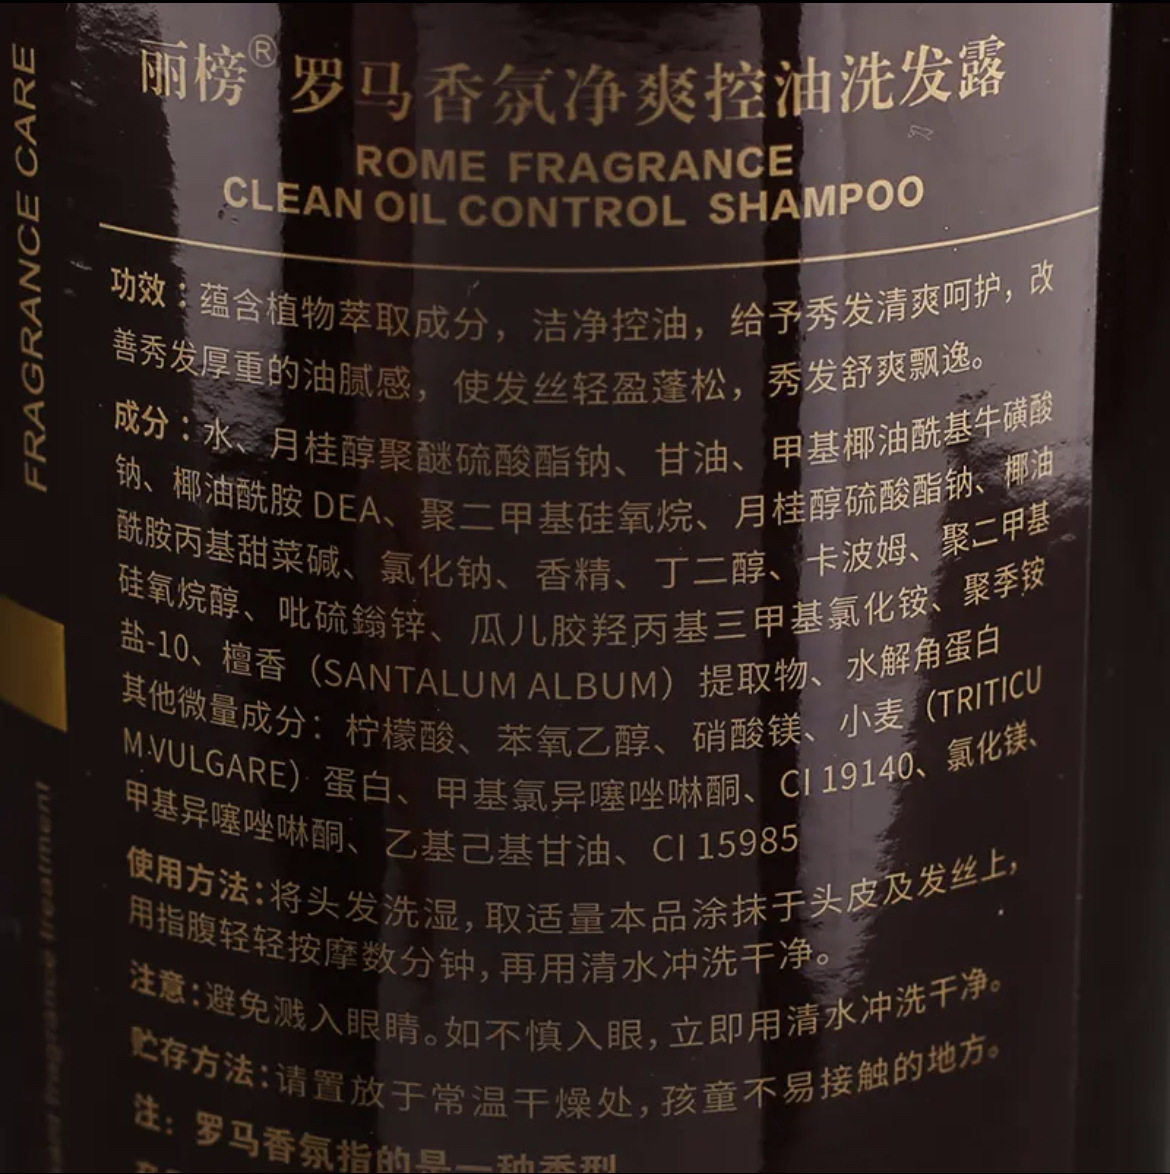 丽榜® 罗马香氛净爽控油洗发露
ROME FRAGRANCE
CLEAN OIL CONTROL SHAMPOO
功效：蕴含植物萃取成分，洁净控油，给予秀发清爽呵护，改
善秀发厚重的油腻感，使发丝轻盈蓬松，秀发舒爽飘逸。
成分：水、月桂醇聚醚硫酸酯钠、甘油、甲基椰油酰基牛磺酸
钠、椰油酰胺 DEA、聚二甲基硅氧烷、月桂醇硫酸酯钠、椰油
酰胺丙基甜菜碱、氯化钠、香精、丁二醇、卡波姆、聚二甲基
硅氧烷醇、吡硫鎓锌、瓜儿胶羟丙基三甲基氯化铵、聚季铵
盐-10、檀香（SANTALUM ALBUM）提取物、水解角蛋白
其他微量成分：柠檬酸、苯氧乙醇、硝酸镁、小麦（TRITICU
M.VULGARE）蛋白、甲基氯异噻唑啉酮、CI 19140、氯化镁、
甲基异噻唑啉酮、乙基己基甘油、CI 15985
使用方法：将头发洗湿，取适量本品涂抹于头皮及发丝上，
用指腹轻轻按摩数分钟，再用清水冲洗干净。
注意：避免溅入眼睛。如不慎入眼，立即用清水冲洗干净。
贮存方法：请置放于常温干燥处，孩童不易接触的地方。
注：罗马香氛指的是一种香型
FRAGRANCE CARE
fragrance treatment